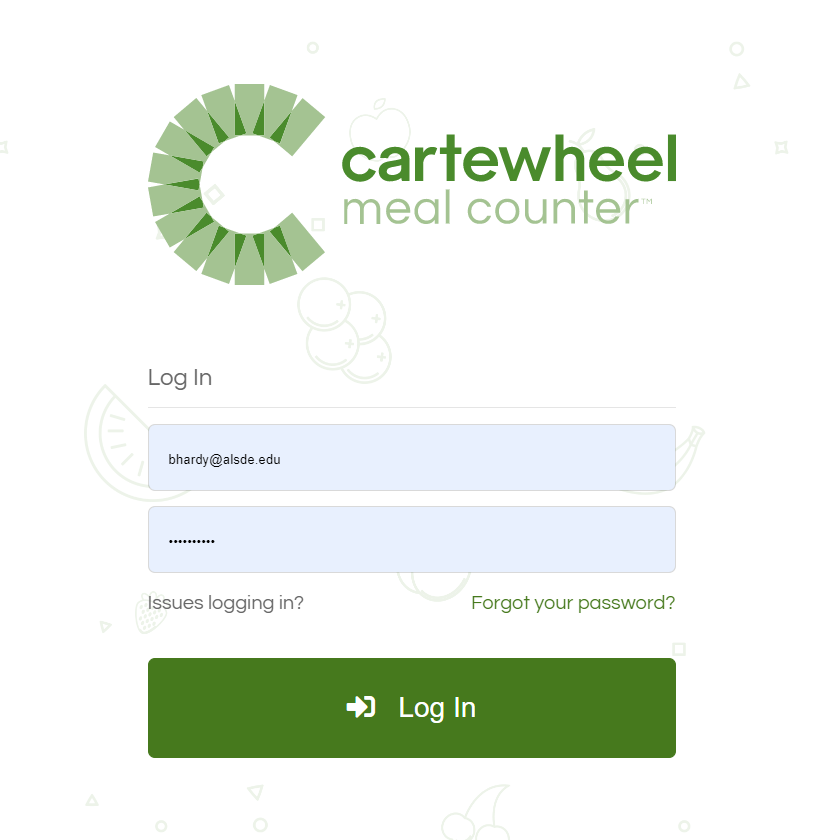 cartewheel
meal counter™
Log In
bhardy@alsde.edu
••••••••••
Issues logging in?
Forgot your password?
Log In